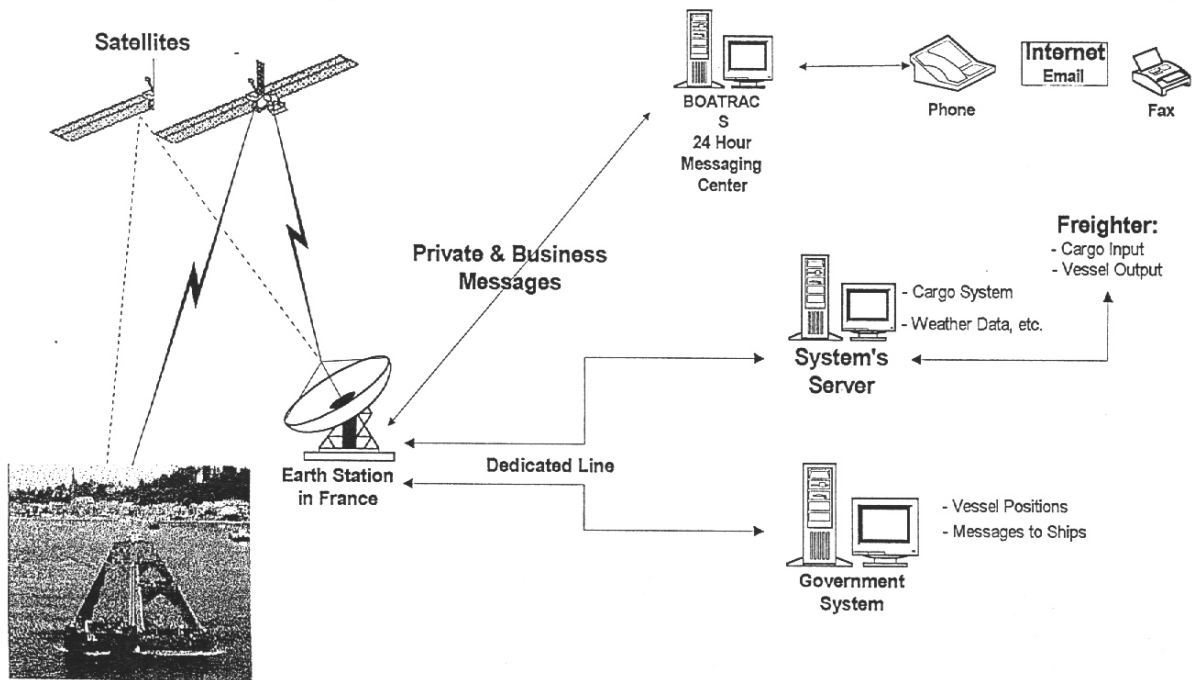 Satellites
BOATRAC
S
24 Hour
Messaging
Center
Phone
Internet
Email
Fax
Private & Business
Messages
Freighter:
- Cargo Input
- Vessel Output
- Cargo System
- Weather Data, etc.
System's
Server
Earth Station
in France
Dedicated Line
- Vessel Positions
- Messages to Ships
Government
System